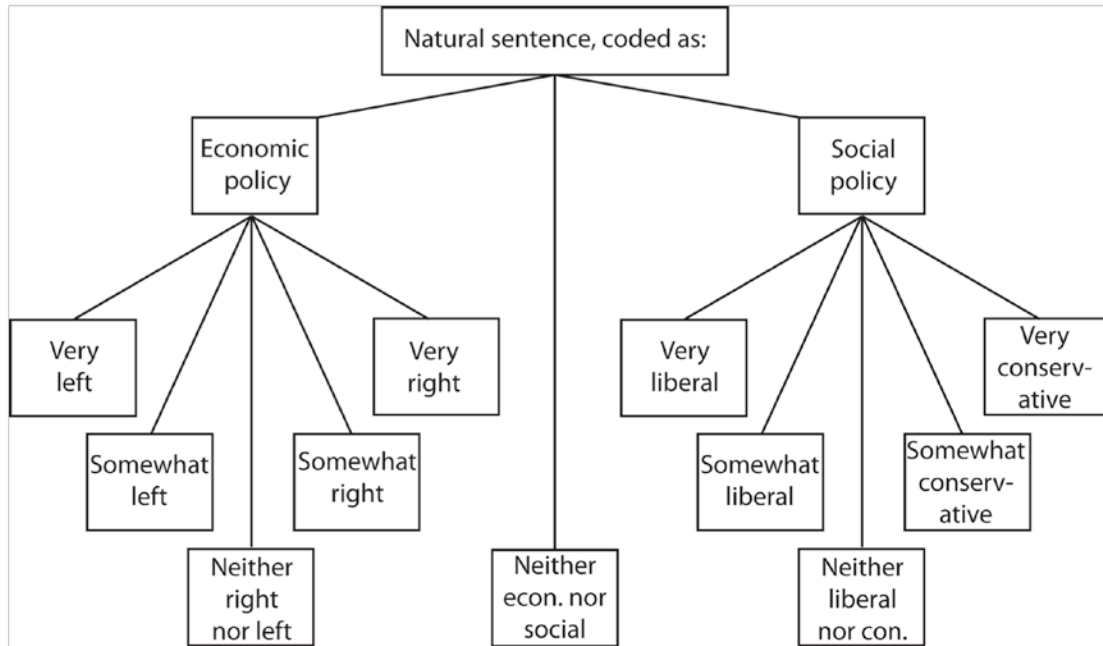 Natural sentence, coded as:
Economic
policy
Social
policy
Very
left
Very
right
Very
liberal
Very
conserv-
ative
Somewhat
left
Somewhat
right
Somewhat
liberal
Somewhat
conserv-
ative
Neither
right
nor left
Neither
econ. nor
social
Neither
liberal
nor con.